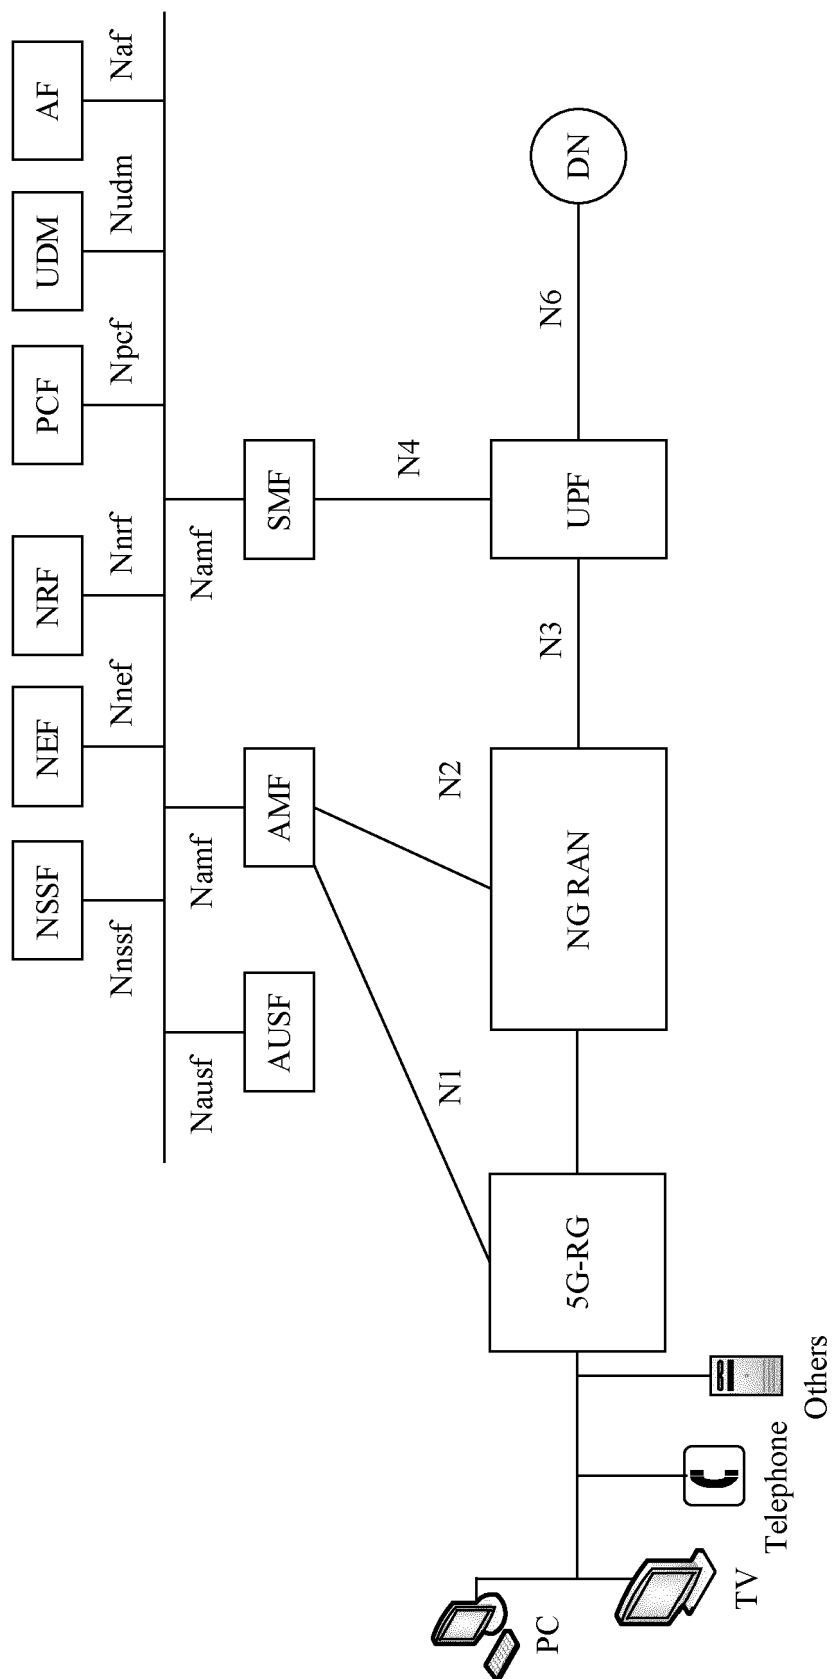 NSSF
NEF
NRF
PCF
UDM
AF
Nnssf
Nnef
Nnrf
Npcf
Nudm
Naf
Nausf
Namf
Namf
AUSF
AMF
SMF
N1
N2
N4
5G-RG
NG RAN
N3
UPF
N6
DN
PC
TV
Telephone
Others